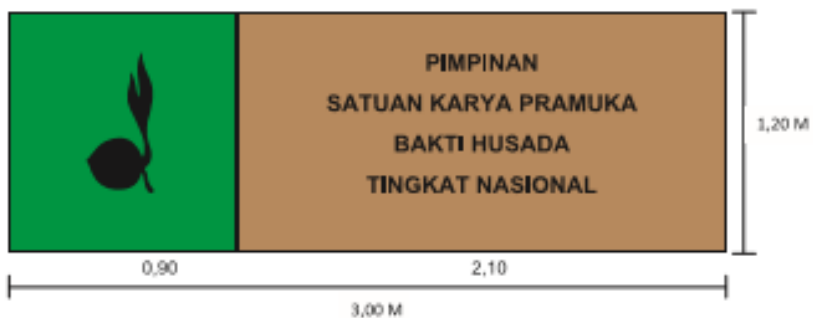 PIMPINAN
SATUAN KARYA PRAMUKA
BAKTI HUSADA
TINGKAT NASIONAL
1,20 M
0,90
2,10
3,00 M